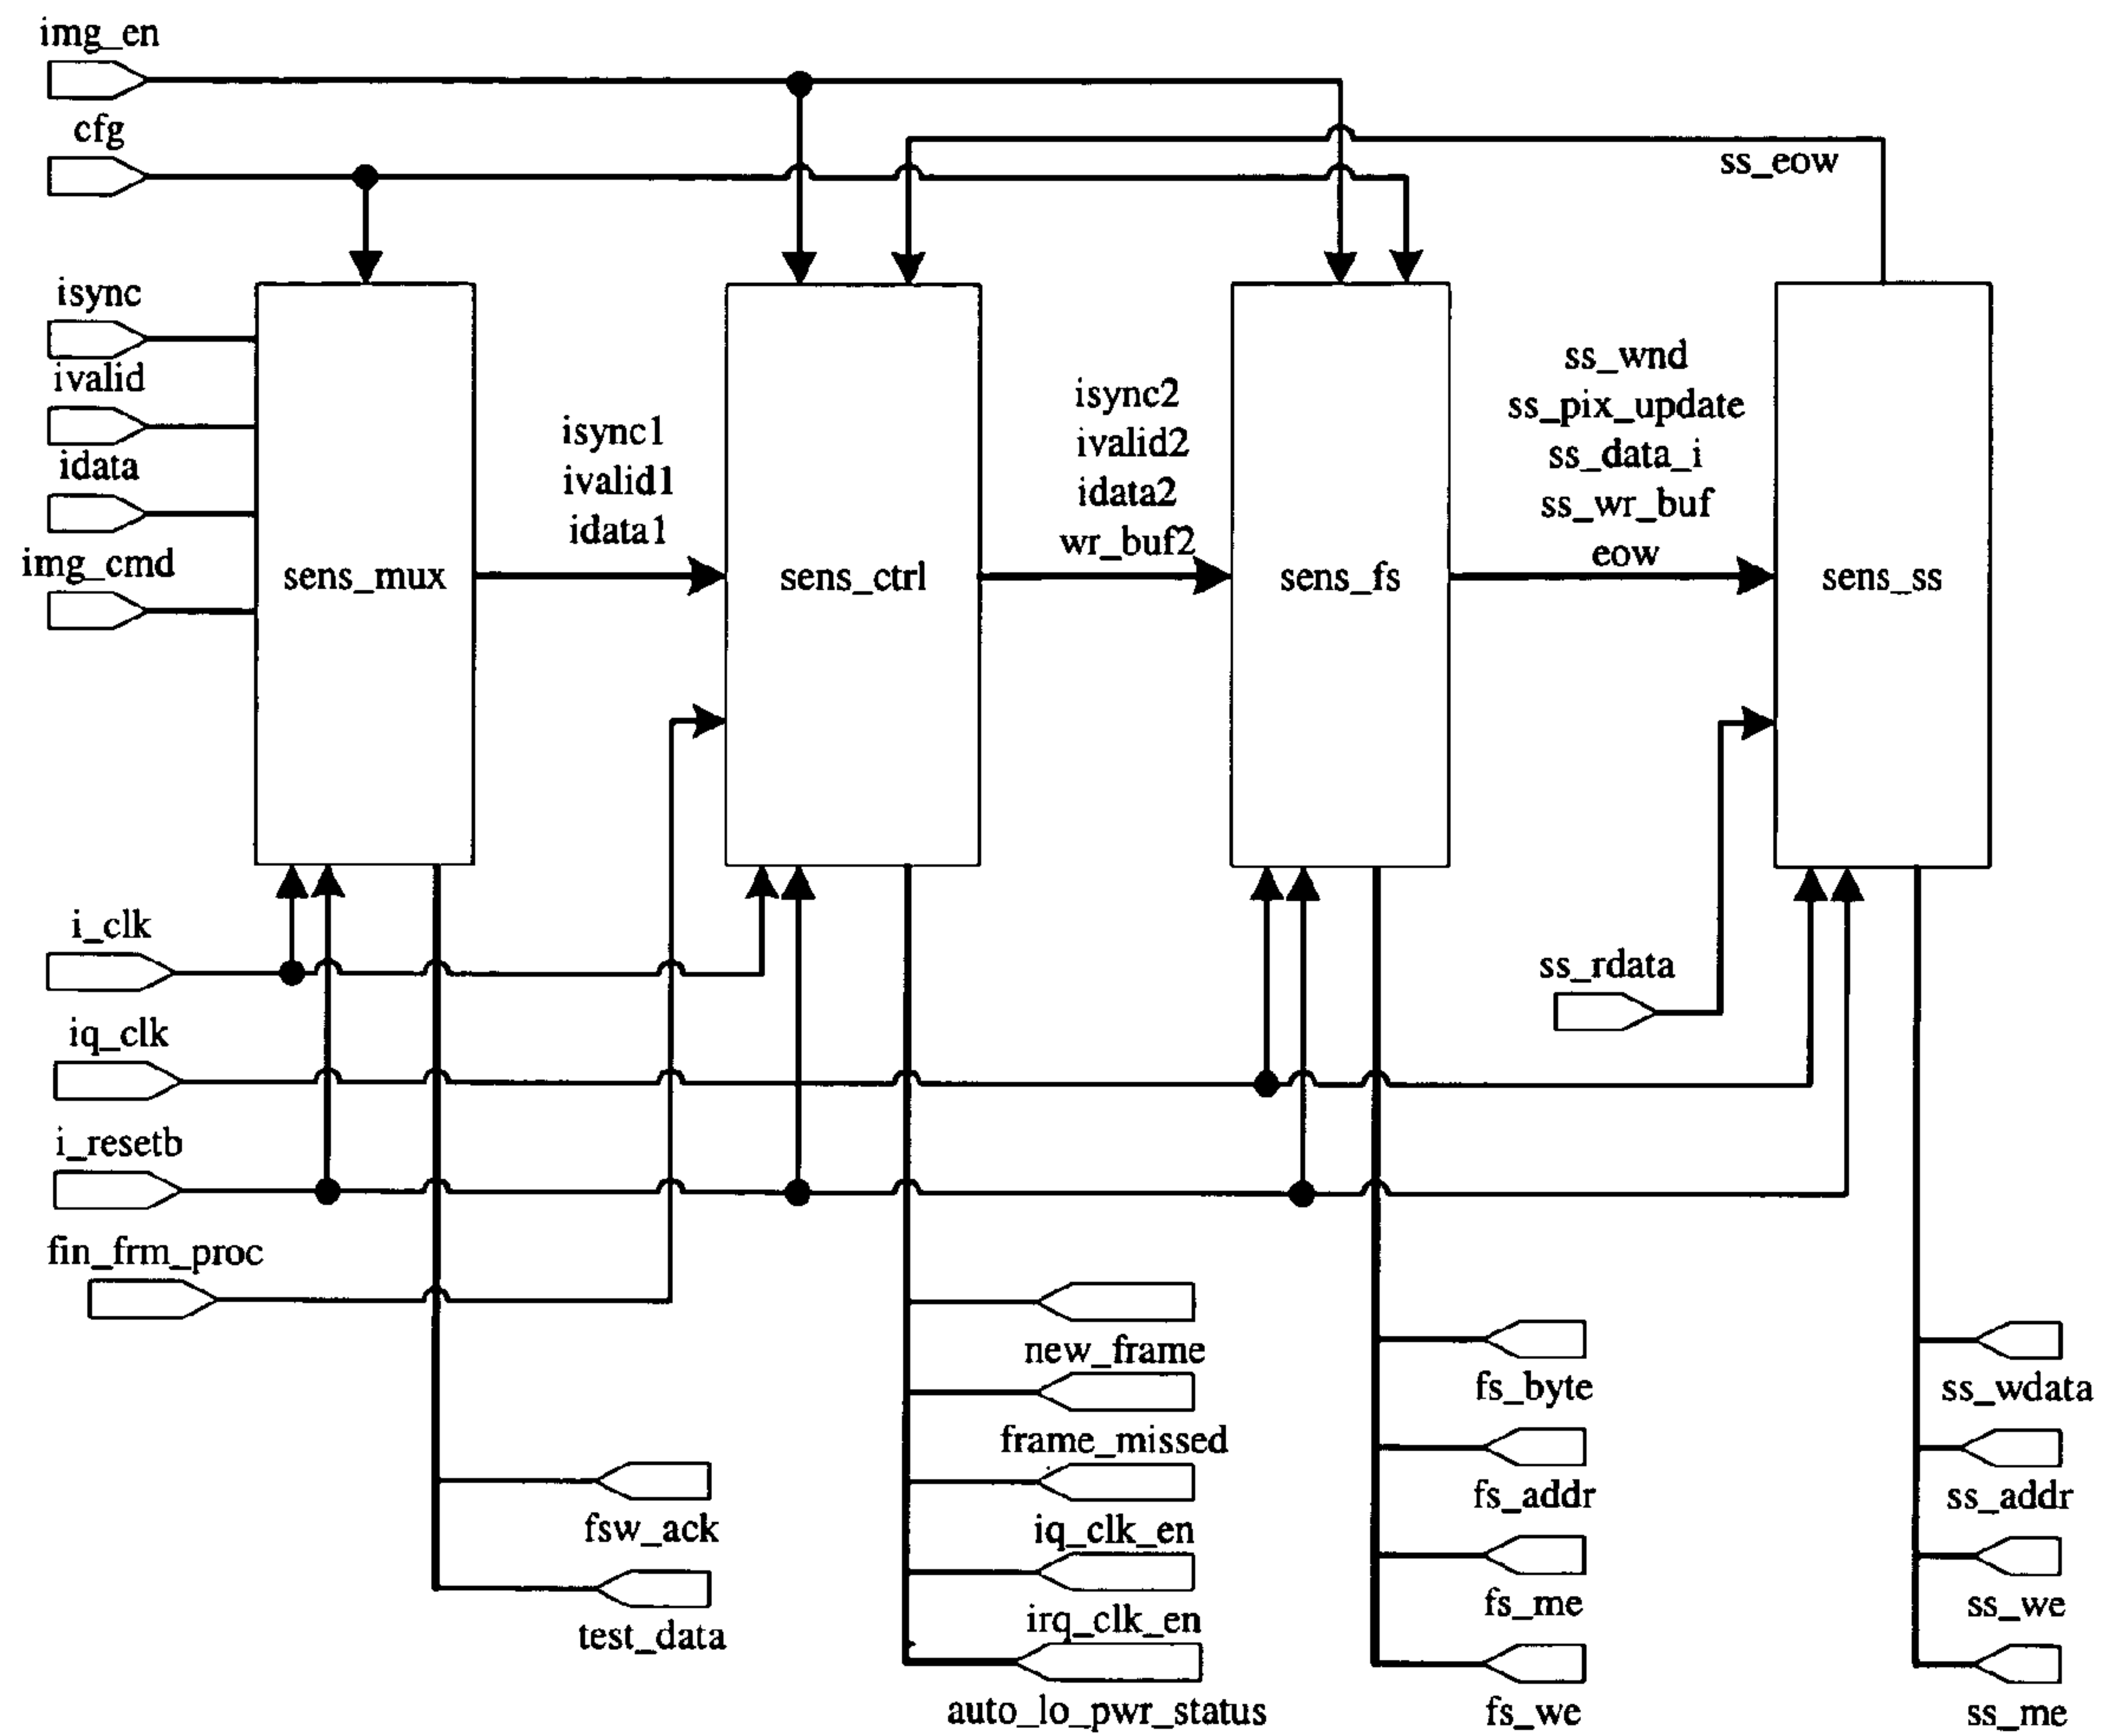 img_en
cfg
ss_eow
isync
ivalid
idata
img_cmd
sens_mux
isync1
ivalid1
idata1
sens_ctrl
isync2
ivalid2
idata2
wr_buf2
sens_fs
ss_wnd
ss_pix_update
ss_data_i
ss_wr_buf
eow
sens_ss
i_clk
iq_clk
i_resetb
fin_frm_proc
ss_rdata
fsw_ack
test_data
new_frame
frame_missed
iq_clk_en
irq_clk_en
auto_lo_pwr_status
fs_byte
fs_addr
fs_me
fs_we
ss_wdata
ss_addr
ss_we
ss_me